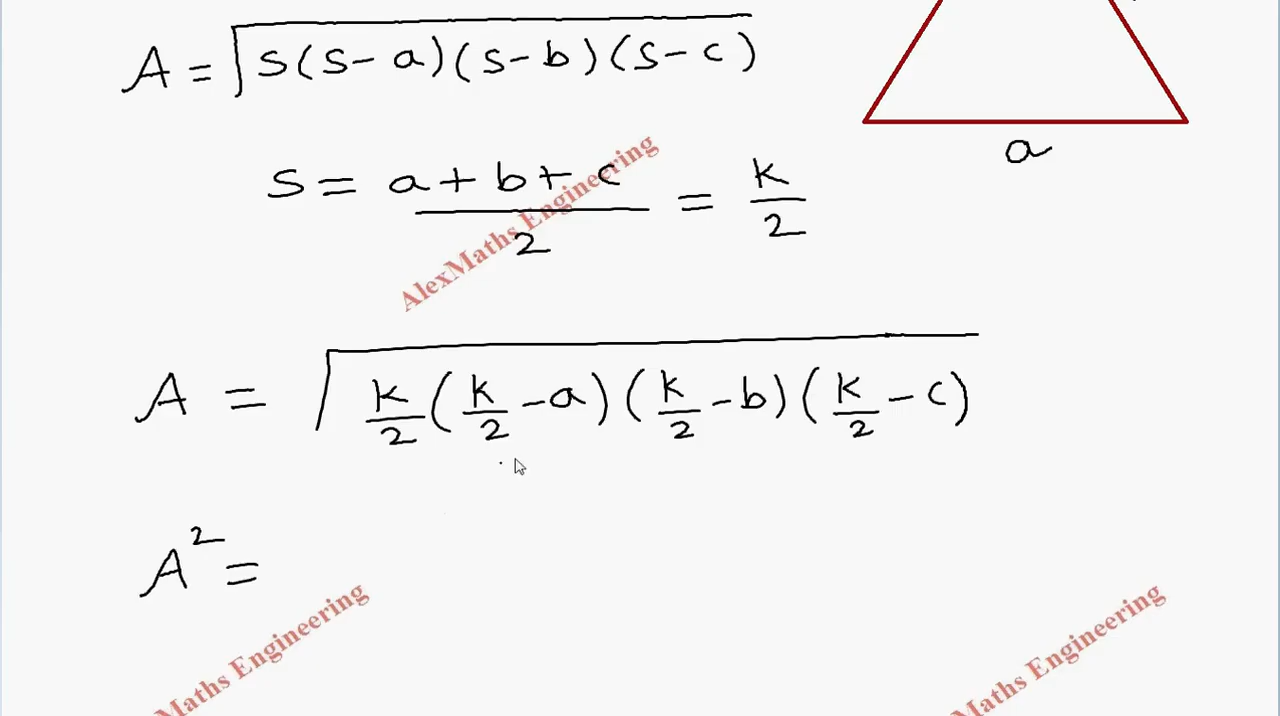 A = √s(s-a)(s-b)(s-c)
a
s = a+b+c/2 = k/2
AlexMaths Engineering
A = √k/2(k/2-a)(k/2-b)(k/2-c)
A² =
Maths Engineering
Maths Engineering